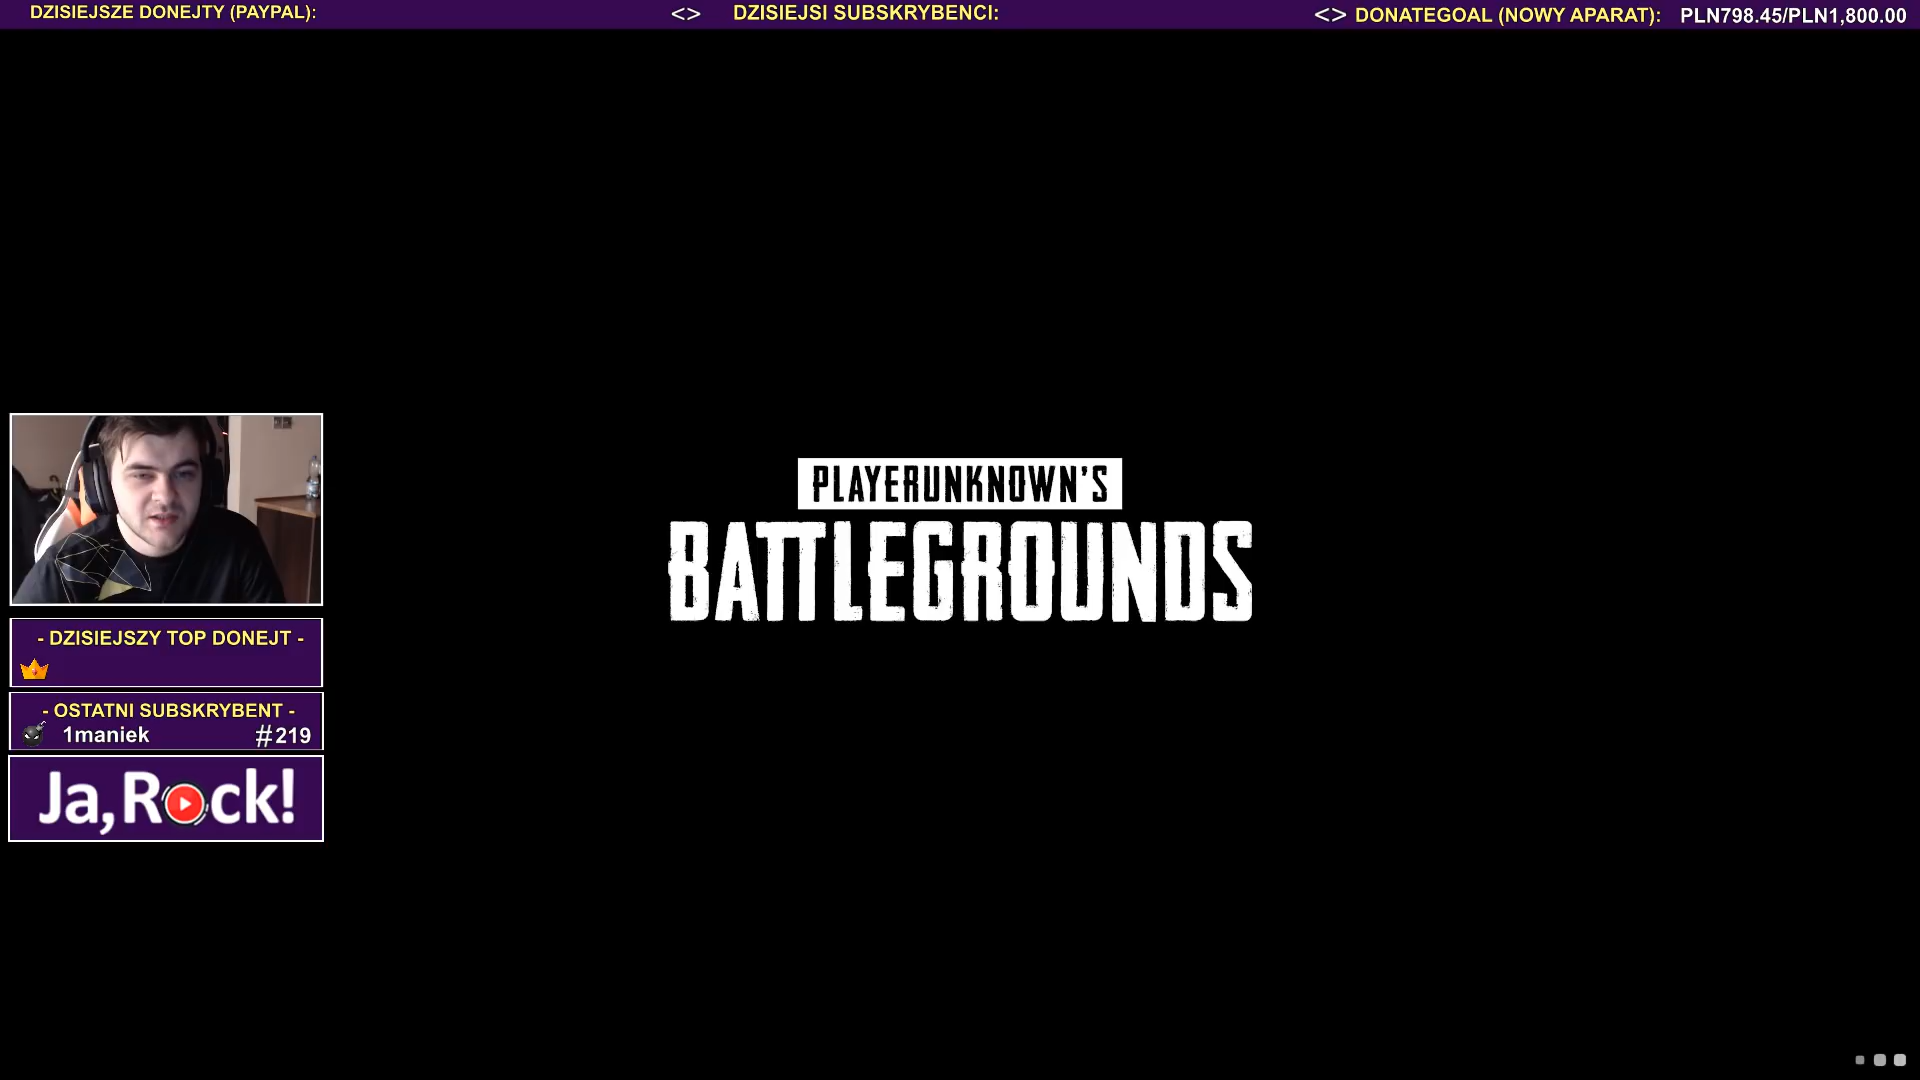 DZISIEJSZE DONEJTY (PAYPAL):
<> DZISIEJSI SUBSKRYBENCI:
<> DONATEGOAL (NOWY APARAT): PLN798.45/PLN1,800.00
PLAYERUNKNOWN'S
BATTLEGROUNDS
- DZISIEJSZY TOP DONEJT -
- OSTATNI SUBSKRYBENT -
1maniek #219
Ja,Rock!